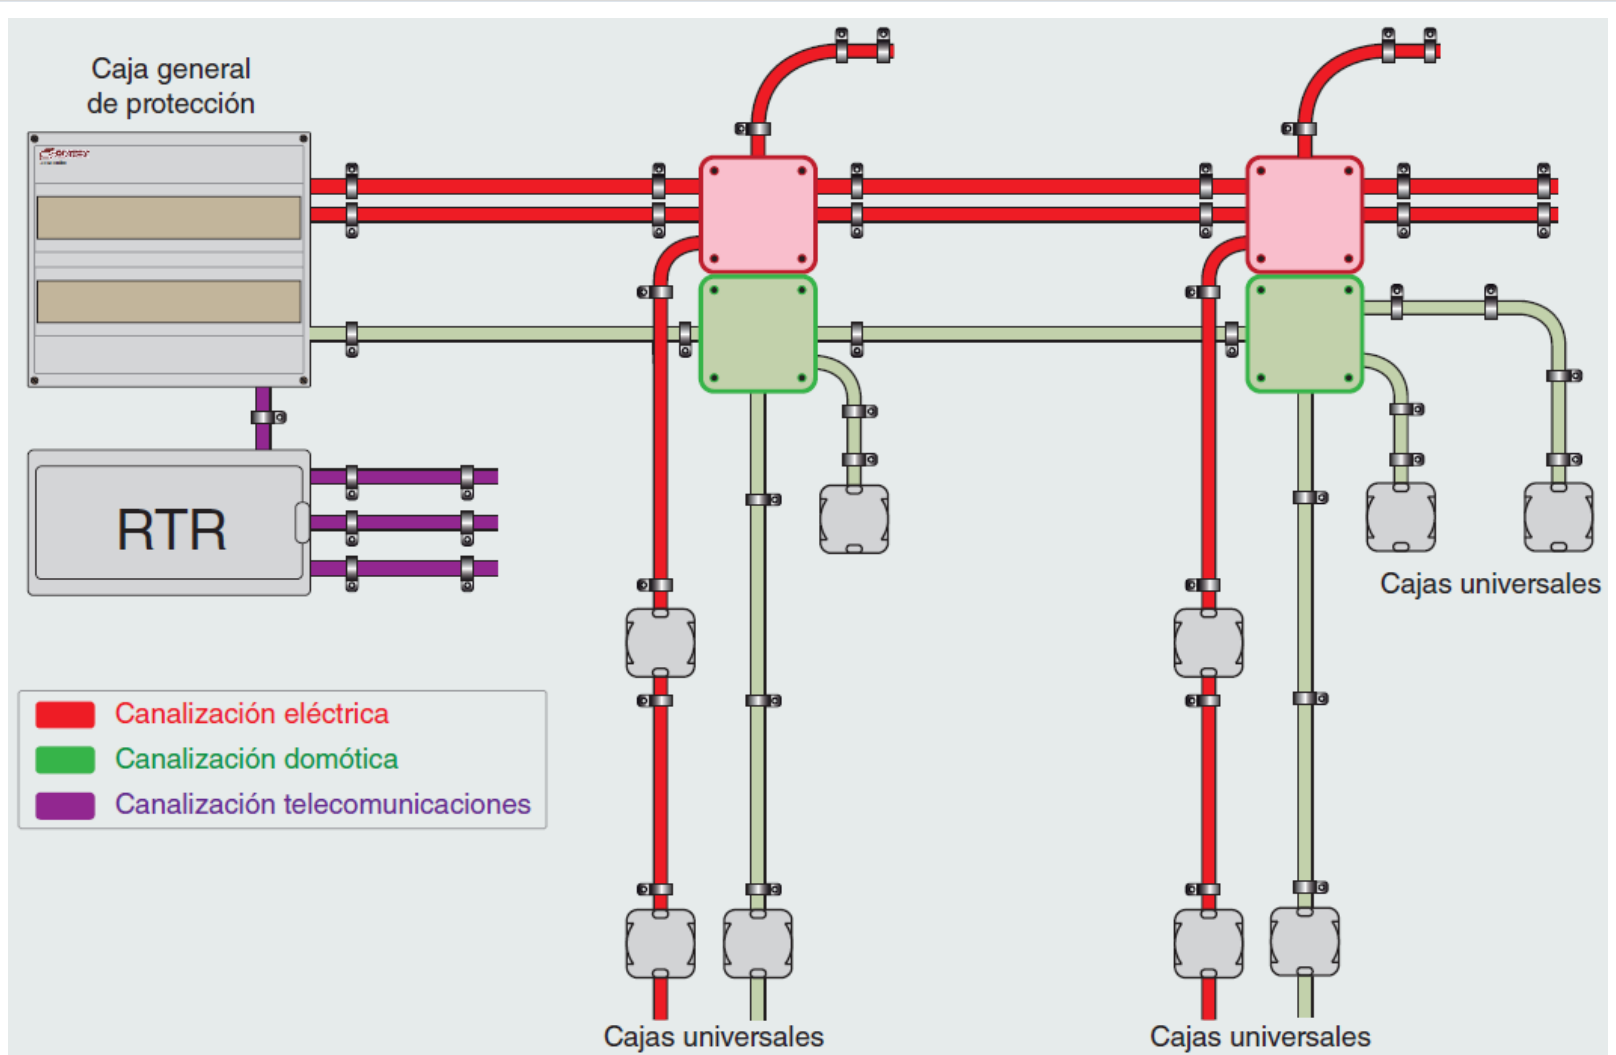 Caja general
de protección
RTR
Cajas universales
Canalización eléctrica
Canalización domótica
Canalización telecomunicaciones
Cajas universales
Cajas universales